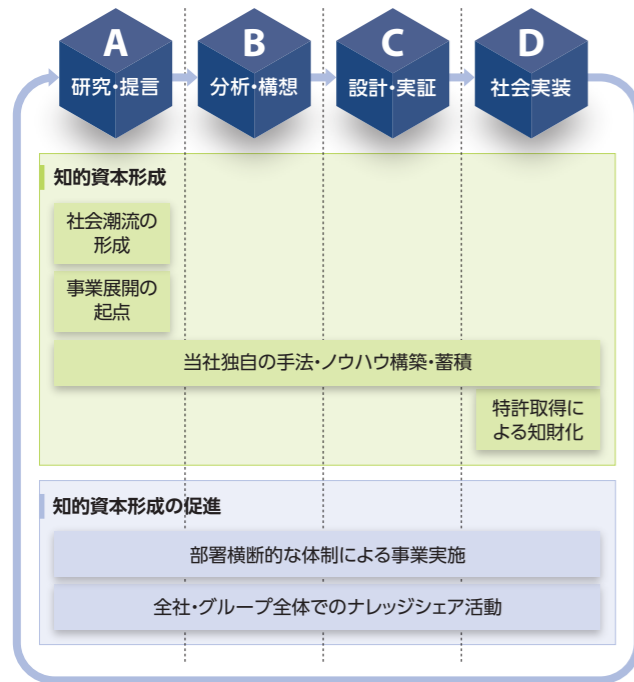 A
研究・提言
B
分析・構想
C
設計・実証
D
社会実装
知的資本形成
社会潮流の
形成
事業展開の
起点
当社独自の手法・ノウハウ構築・蓄積
特許取得に
よる知財化
知的資本形成の促進
部署横断的な体制による事業実施
全社・グループ全体でのナレッジシェア活動